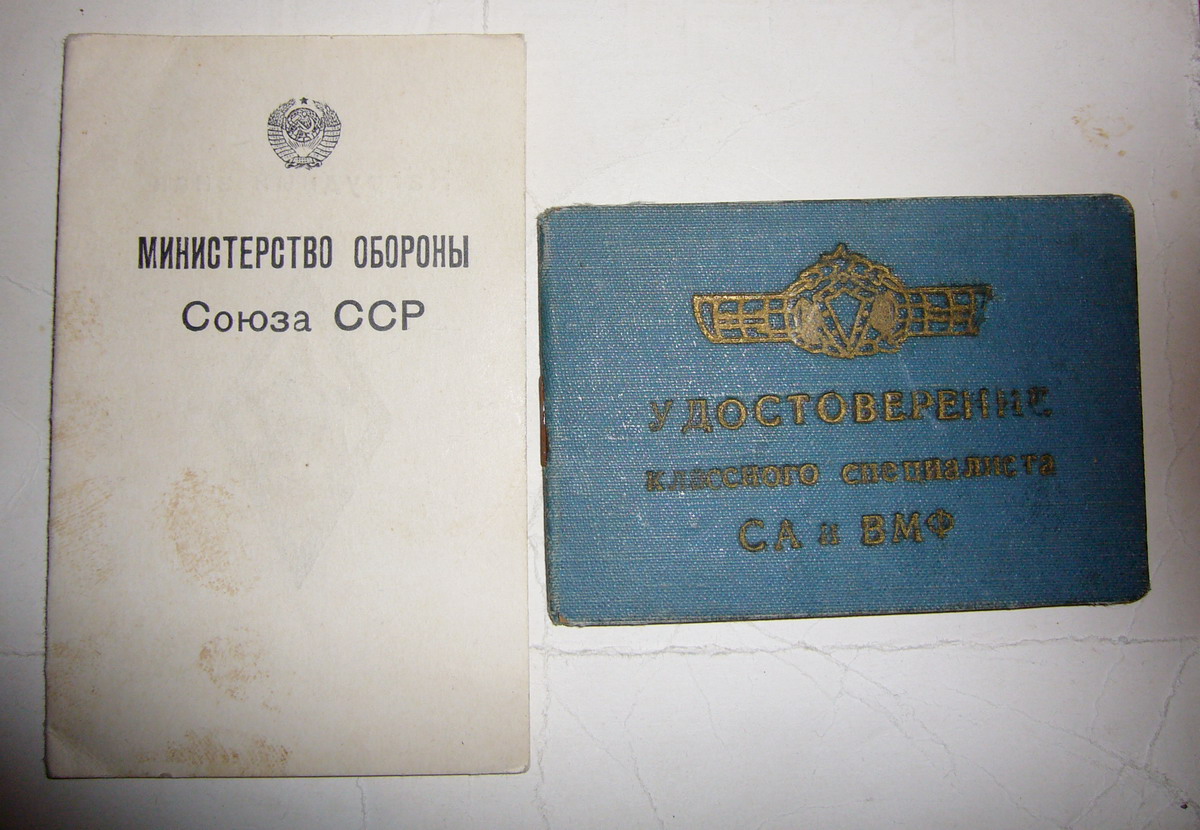 МИНИСТЕРСТВО ОБОРОНЫ
Союза ССР
УДОСТОВЕРЕНИЕ
классного специалиста
СА и ВМФ